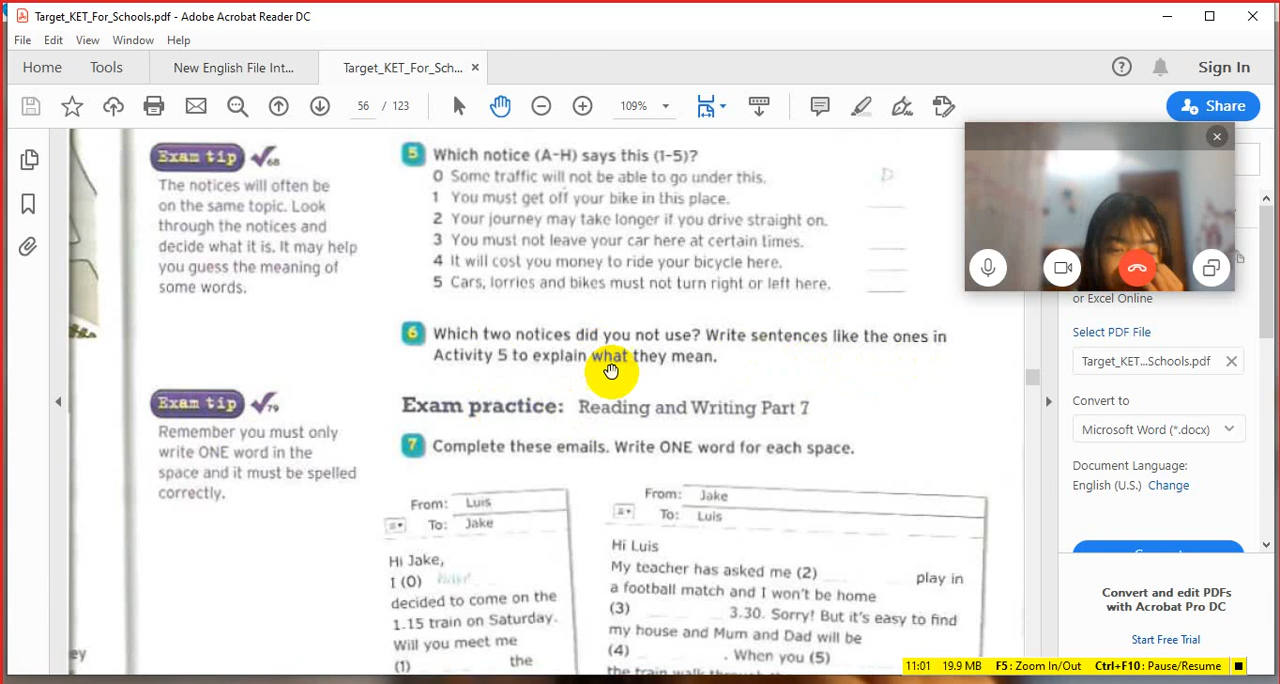 Target_KET_For_Schools.pdf - Adobe Acrobat Reader DC
File Edit View Window Help
Home Tools New English File Int... Target_KET_For_Sch... ×
Sign In
56 / 123
109%
Share
Exam tip 68
The notices will often be
on the same topic. Look
through the notices and
decide what it is. It may help
you guess the meaning of
some words.
5 Which notice (A-H) says this (1-5)?
0 Some traffic will not be able to go under this. D
1 You must get off your bike in this place.
2 Your journey may take longer if you drive straight on.
3 You must not leave your car here at certain times.
4 It will cost you money to ride your bicycle here.
5 Cars, lorries and bikes must not turn right or left here.
6 Which two notices did you not use? Write sentences like the ones in
Activity 5 to explain what they mean.
Exam tip 79
Remember you must only
write ONE word in the
space and it must be spelled
correctly.
Exam practice: Reading and Writing Part 7
7 Complete these emails. Write ONE word for each space.
From: Luis
To: Jake
Hi Jake,
I (0) have
decided to come on the
1.15 train on Saturday.
Will you meet me
(1) the
From: Jake
To: Luis
Hi Luis
My teacher has asked me (2) play in
a football match and I won't be home
(3) 3.30. Sorry! But it's easy to find
my house and Mum and Dad will be
(4) . When you (5)
the train walk through the
ey
or Excel Online
Select PDF File
Target_KET...Schools.pdf
Convert to
Microsoft Word (*.docx)
Document Language:
English (U.S.) Change
Convert and edit PDFs
with Acrobat Pro DC
Start Free Trial
11:01 19.9 MB F5: Zoom In/Out Ctrl+F10: Pause/Resume